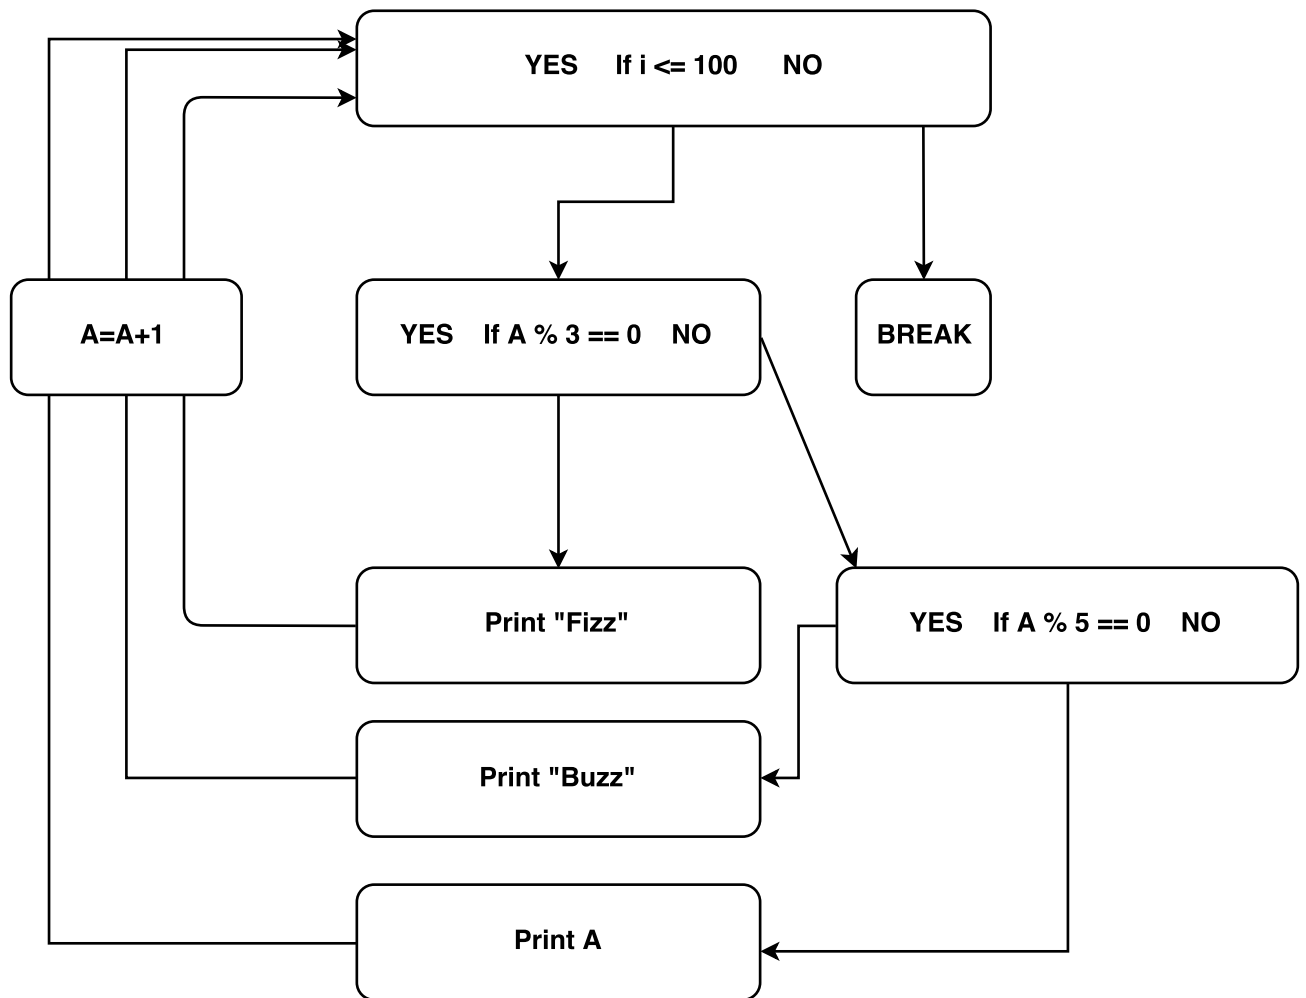 YES If i <= 100 NO
A=A+1
YES If A % 3 == 0 NO
BREAK
Print "Fizz"
YES If A % 5 == 0 NO
Print "Buzz"
Print A